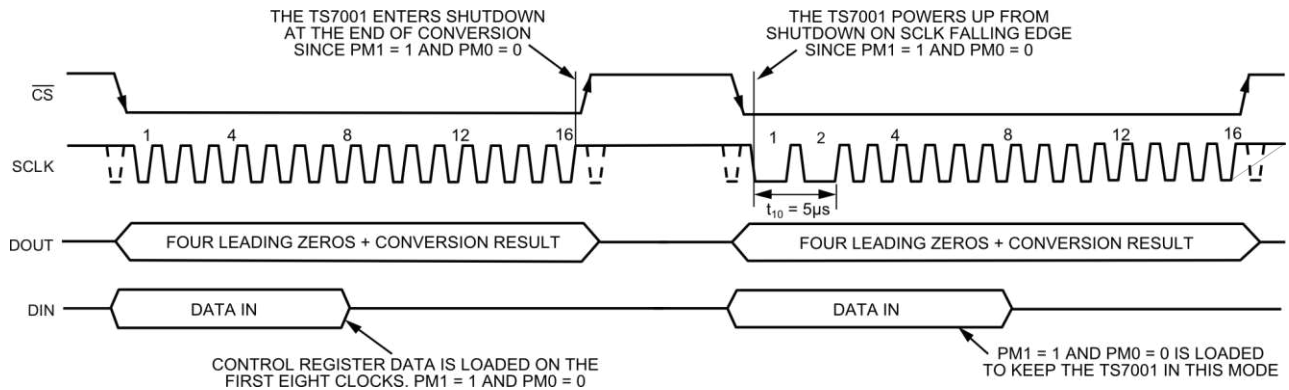 THE TS7001 ENTERS SHUTDOWN
AT THE END OF CONVERSION
SINCE PM1 = 1 AND PM0 = 0
THE TS7001 POWERS UP FROM
SHUTDOWN ON SCLK FALLING EDGE
SINCE PM1 = 1 AND PM0 = 0
CS
1 4 8 12 16 1 2 4 8 12 16
SCLK
t10 = 5µs
DOUT FOUR LEADING ZEROS + CONVERSION RESULT FOUR LEADING ZEROS + CONVERSION RESULT
DIN DATA IN DATA IN
CONTROL REGISTER DATA IS LOADED ON THE
FIRST EIGHT CLOCKS, PM1 = 1 AND PM0 = 0
PM1 = 1 AND PM0 = 0 IS LOADED
TO KEEP THE TS7001 IN THIS MODE